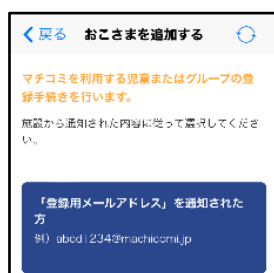 戻る おこさまを追加する
マチコミを利用する児童またはグループの登
録手続きを行います。
施設から通知された内容に従って選択してくださ
い。
「登録用メールアドレス」を通知された
方
例）abcd1234@machicomi.jp